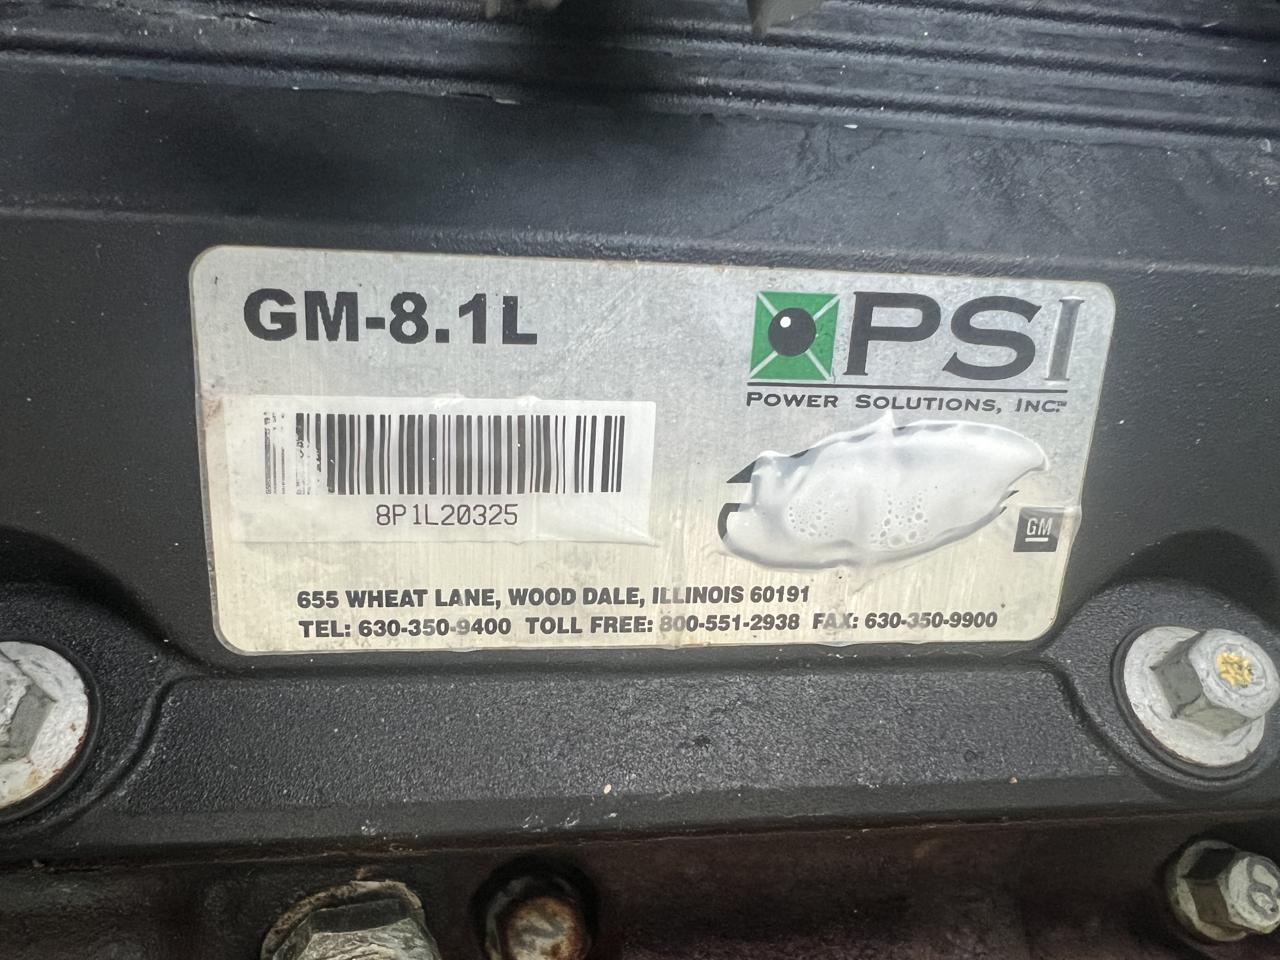 GM-8.1L
PSI
POWER SOLUTIONS, INC.™
8P1L20325
GM
655 WHEAT LANE, WOOD DALE, ILLINOIS 60191
TEL: 630-350-9400 TOLL FREE: 800-551-2938 FAX: 630-350-9900